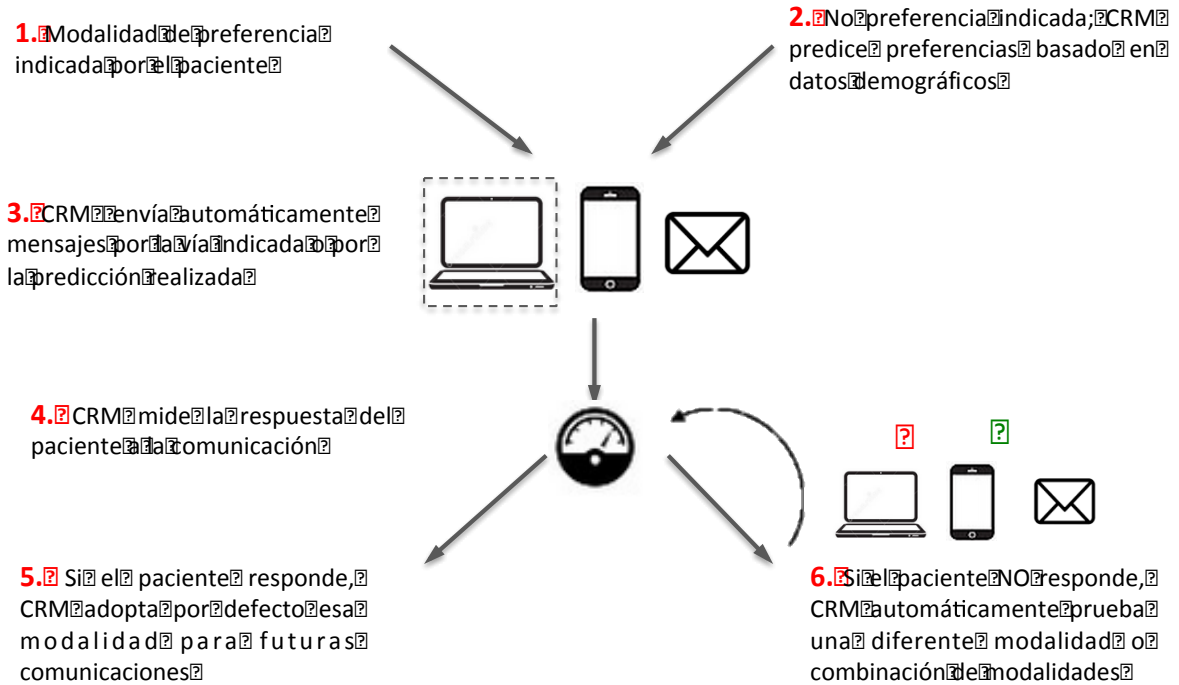 1. Modalidad de preferencia
indicada por el paciente
2. No preferencia indicada; CRM
predice preferencias basado en
datos demográficos
3. CRM envía automáticamente
mensajes por la vía indicada o por
la predicción realizada
4. CRM mide la respuesta del
paciente a la comunicación
5. Si el paciente responde,
CRM adopta por defecto esa
modalidad para futuras
comunicaciones
6. Si el paciente NO responde,
CRM automáticamente prueba
una diferente modalidad o
combinación de modalidades